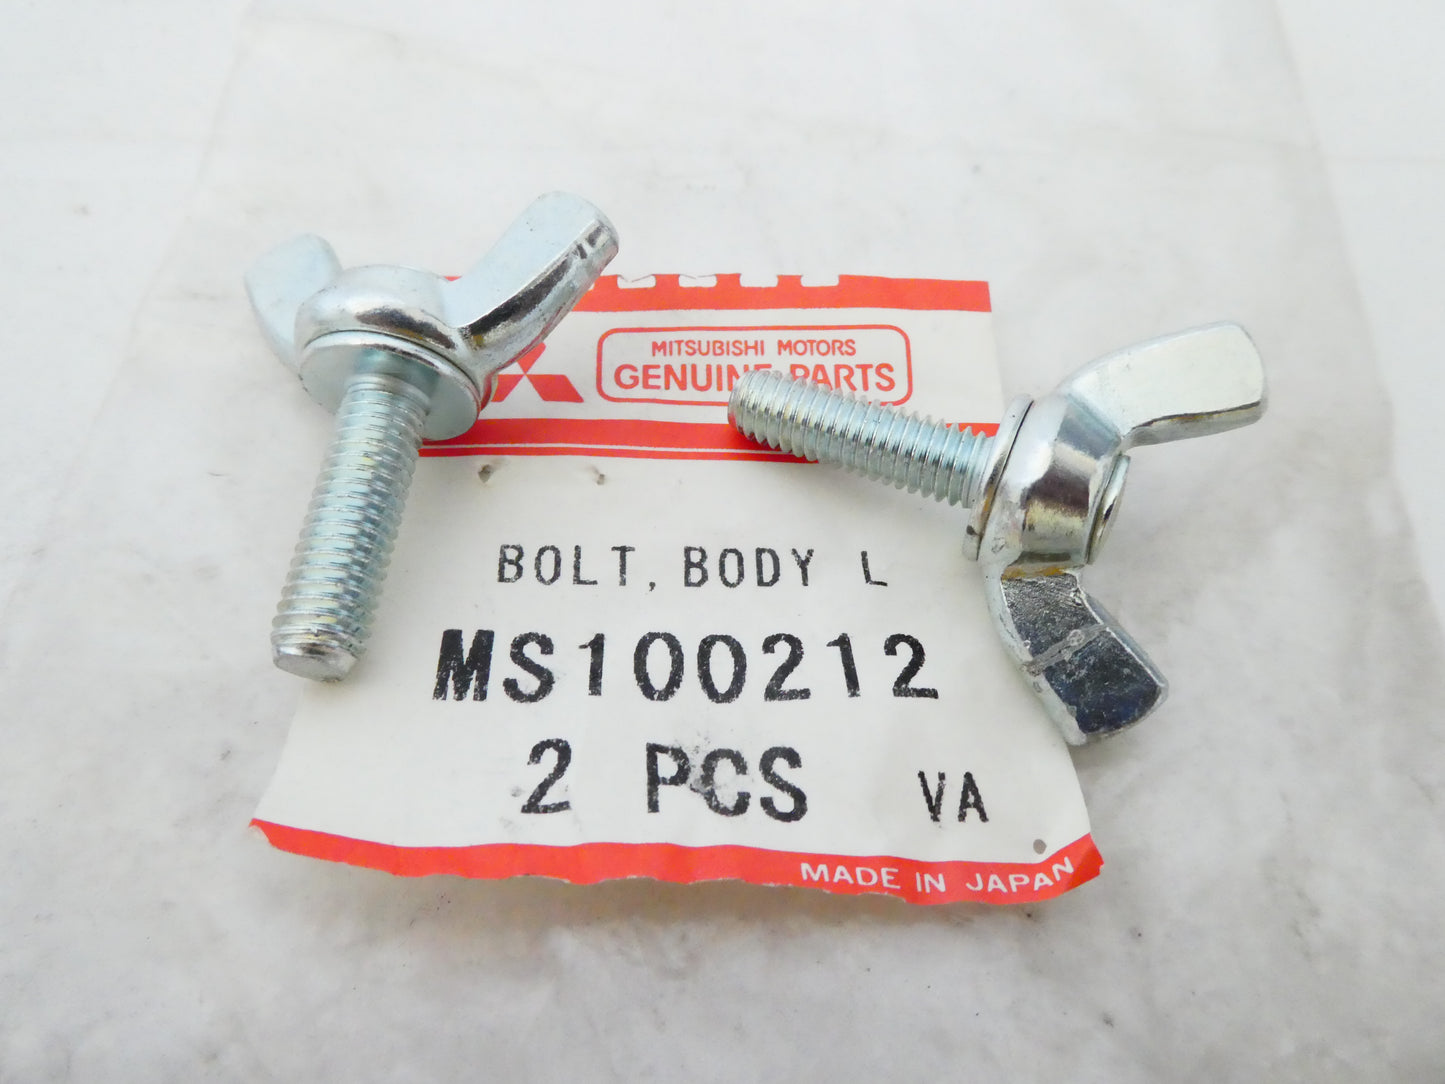 MITSUBISHI MOTORS
GENUINE PARTS
BOLT, BODY L
MS100212
2 PCS VA
MADE IN JAPAN